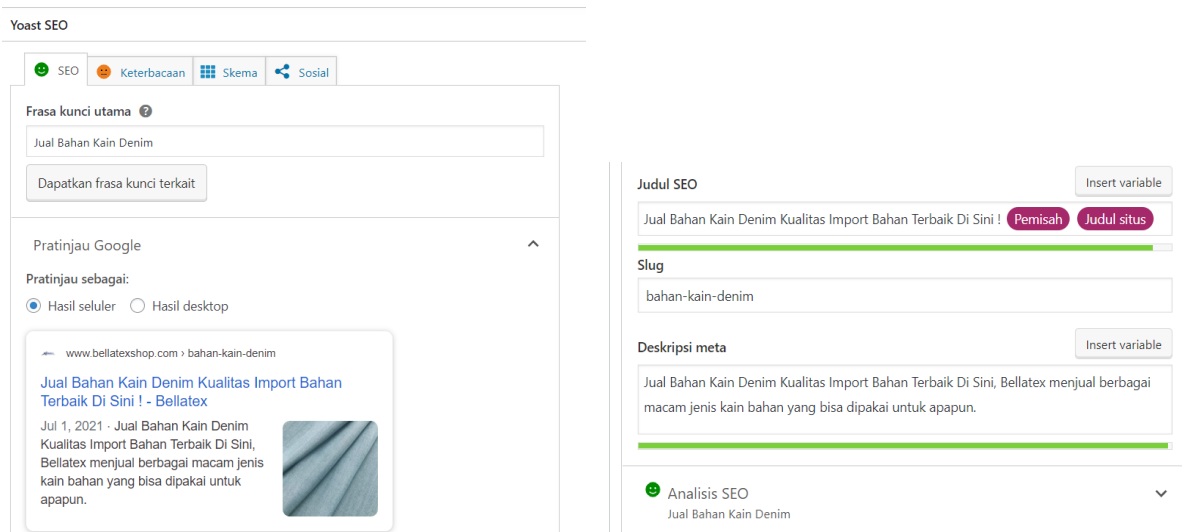 Yoast SEO
SEO
Keterbacaan
Skema
Sosial
Frasa kunci utama ?
Jual Bahan Kain Denim
Dapatkan frasa kunci terkait
Pratinjau Google
Pratinjau sebagai:
Hasil seluler
Hasil desktop
www.bellatexshop.com › bahan-kain-denim
Jual Bahan Kain Denim Kualitas Import Bahan
Terbaik Di Sini ! - Bellatex
Jul 1, 2021 · Jual Bahan Kain Denim
Kualitas Import Bahan Terbaik Di Sini,
Bellatex menjual berbagai macam jenis
kain bahan yang bisa dipakai untuk
apapun.
Judul SEO
Insert variable
Jual Bahan Kain Denim Kualitas Import Bahan Terbaik Di Sini ! Pemisah Judul situs
Slug
bahan-kain-denim
Deskripsi meta
Insert variable
Jual Bahan Kain Denim Kualitas Import Bahan Terbaik Di Sini, Bellatex menjual berbagai
macam jenis kain bahan yang bisa dipakai untuk apapun.
Analisis SEO
Jual Bahan Kain Denim